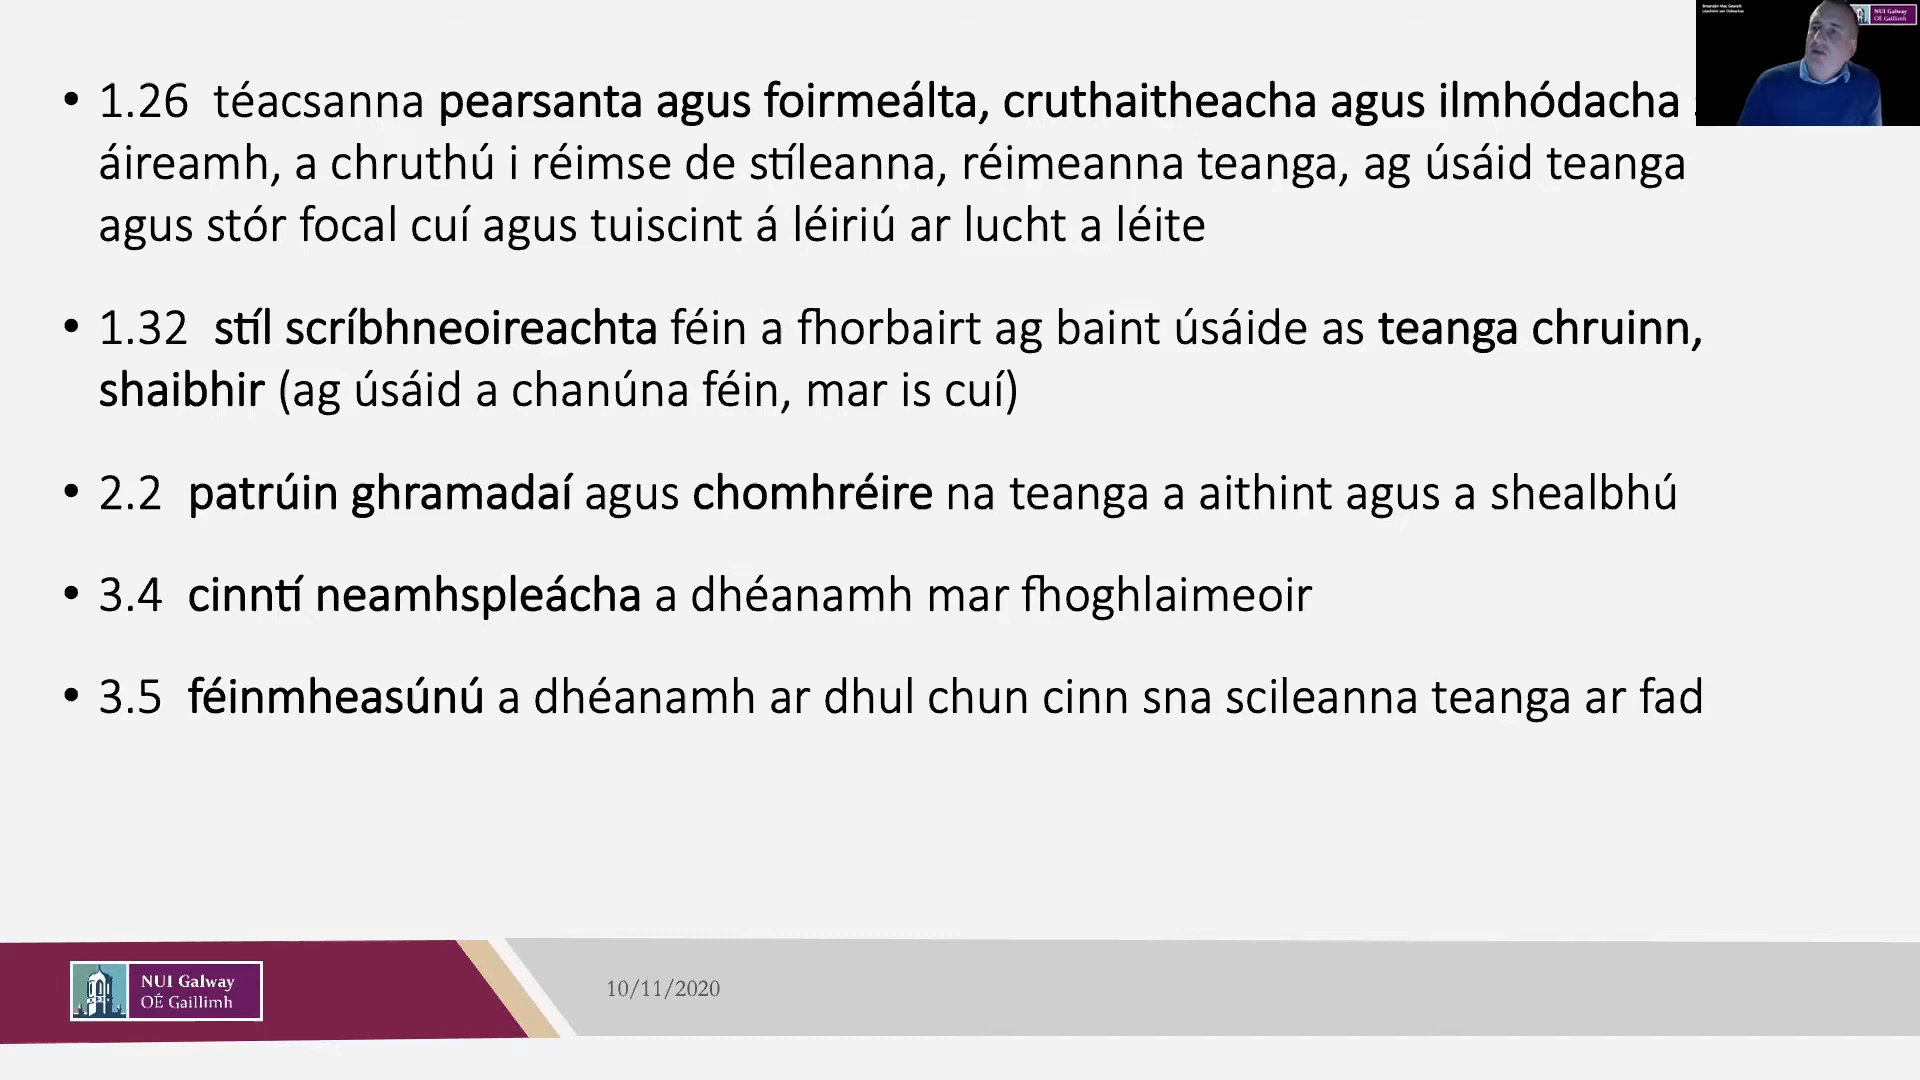 • 1.26 téacsanna pearsanta agus foirmeálta, cruthaitheacha agus ilmhódacha
áireamh, a chruthú i réimse de stíleanna, réimeanna teanga, ag úsáid teanga
agus stór focal cuí agus tuiscint á léiriú ar lucht a léite
• 1.32 stíl scríbhneoireachta féin a fhorbairt ag baint úsáide as teanga chruinn,
shaibhir (ag úsáid a chanúna féin, mar is cuí)
• 2.2 patrúin ghramadaí agus chomhréire na teanga a aithint agus a shealbhú
• 3.4 cinntí neamhspleácha a dhéanamh mar fhoghlaimeoir
• 3.5 féinmheasúnú a dhéanamh ar dhul chun cinn sna scileanna teanga ar fad
NUI Galway
OÉ Gaillimh
10/11/2020
NUI Galway
OÉ Gaillimh